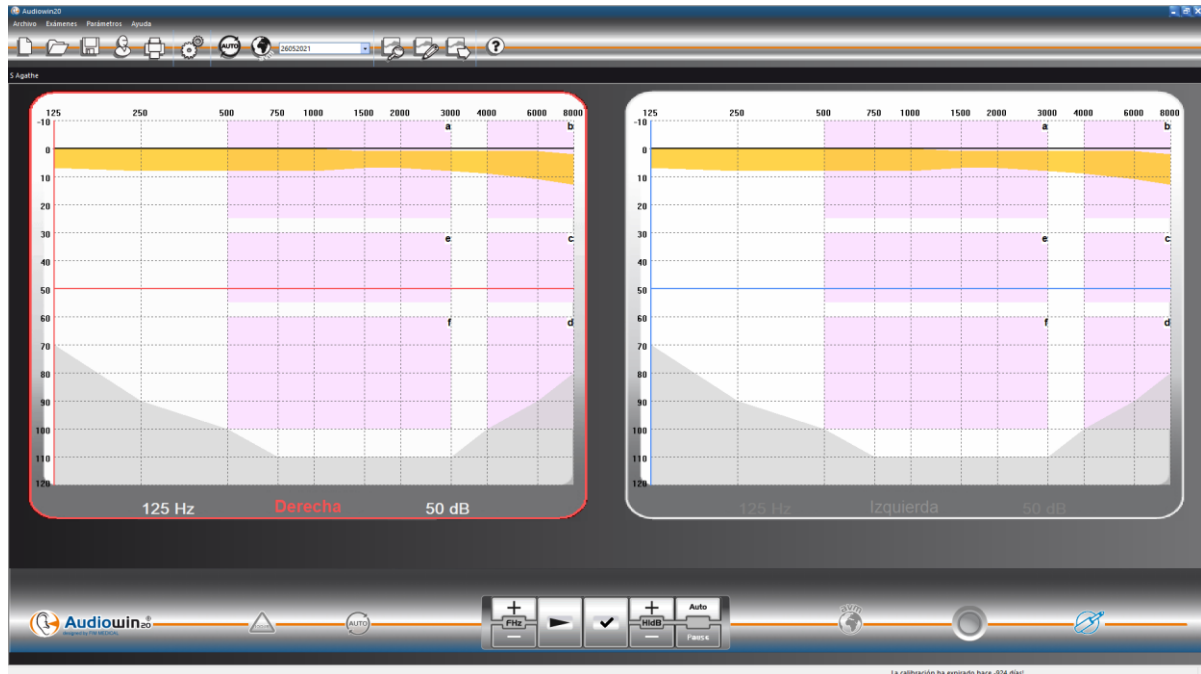 Audiowin20
Archivo Exámenes Parámetros Ayuda
AUTO 26052021 ?
S Agathe
125 250 500 750 1000 1500 2000 3000 4000 6000 8000
-10 a b
0
10
20
30 e c
40
50
60 f d
70
80
90
100
110
120
125 Hz Derecha 50 dB
125 250 500 750 1000 1500 2000 3000 4000 6000 8000
-10 a b
0
10
20
30 e c
40
50
60 f d
70
80
90
100
110
120
125 Hz Izquierda 50 dB
Audiowin20
designed by TIM MEDICAL
AUTO
+ FHz −
+ HldB −
Auto
Pause
La calibración ha expirado hace -974 días!